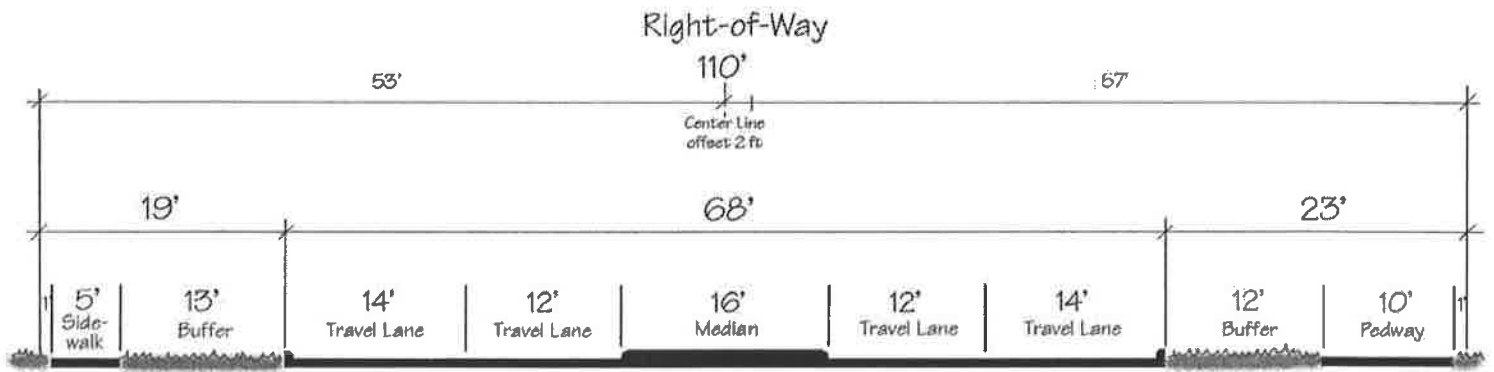 Right-of-Way
110'
53'
57'
Center Line
offset 2 ft
19'
68'
23'
1'
5'
Side-
walk
13'
Buffer
14'
Travel Lane
12'
Travel Lane
16'
Median
12'
Travel Lane
14'
Travel Lane
12'
Buffer
10'
Pedway
1'